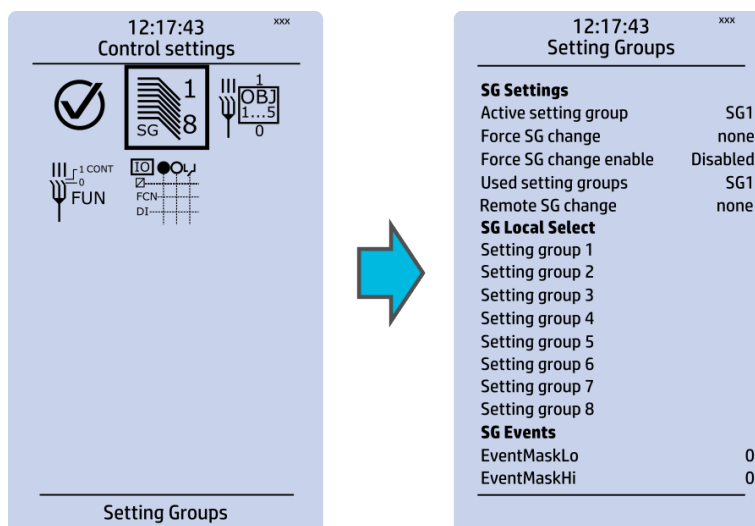 12:17:43 xxx
Control settings
SG 1 8
1
OBJ
1...5
0
1 CONT
0
FUN
IO
FCN
DI
Setting Groups
12:17:43 xxx
Setting Groups
SG Settings
Active setting group SG1
Force SG change none
Force SG change enable Disabled
Used setting groups SG1
Remote SG change none
SG Local Select
Setting group 1
Setting group 2
Setting group 3
Setting group 4
Setting group 5
Setting group 6
Setting group 7
Setting group 8
SG Events
EventMaskLo 0
EventMaskHi 0